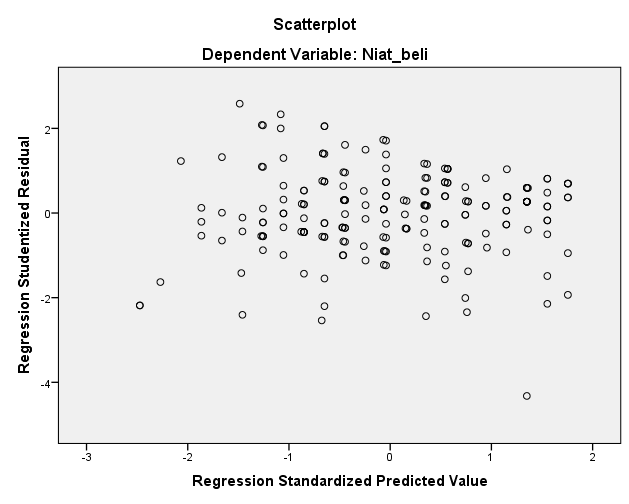 Scatterplot
Dependent Variable: Niat_beli
Regression Studentized Residual
2
0
-2
-4
-3
-2
-1
0
1
2
Regression Standardized Predicted Value